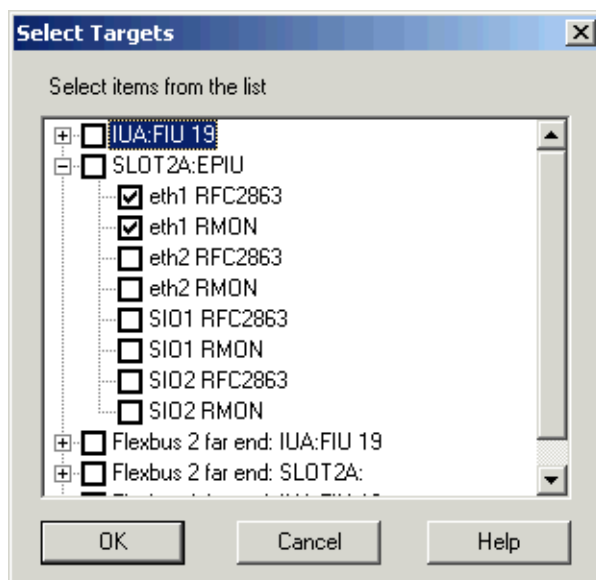 Select Targets
Select items from the list
IUA:FIU 19
SLOT2A:EPIU
eth1 RFC2863
eth1 RMON
eth2 RFC2863
eth2 RMON
SIO1 RFC2863
SIO1 RMON
SIO2 RFC2863
SIO2 RMON
Flexbus 2 far end: IUA:FIU 19
Flexbus 2 far end: SLOT2A:
OK Cancel Help